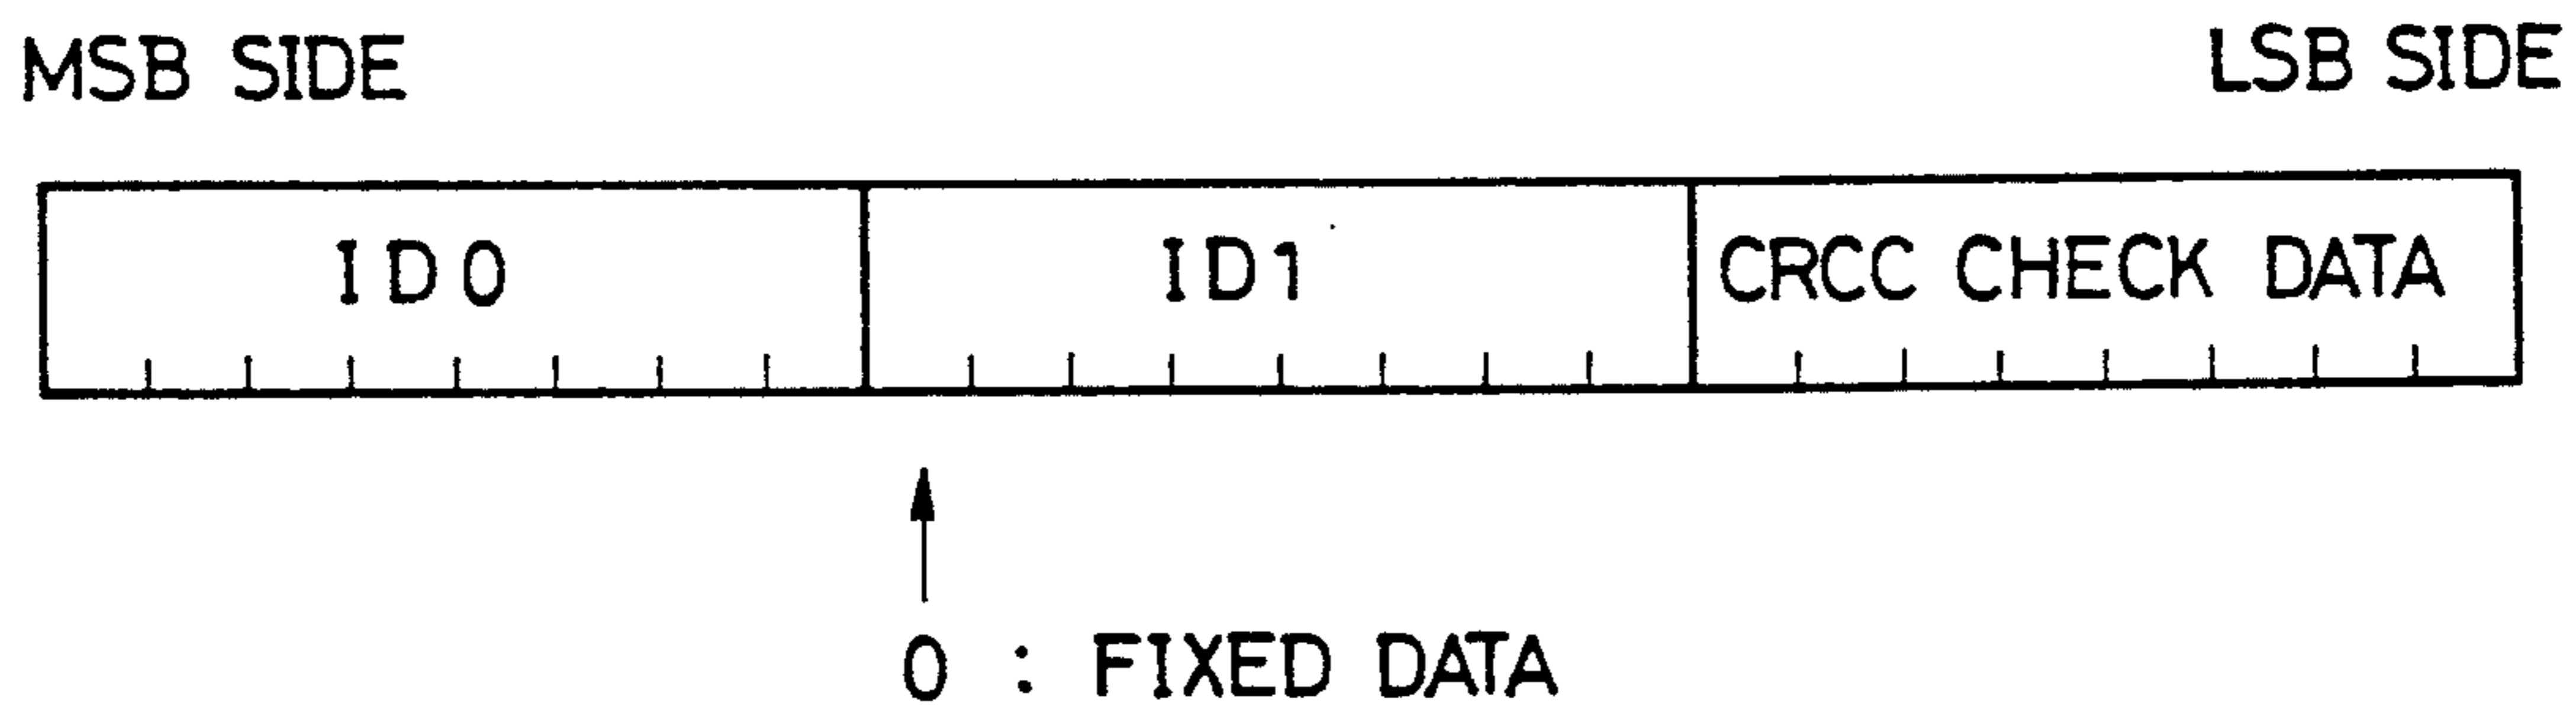 MSB SIDE LSB SIDE
ID0 ID1 CRCC CHECK DATA
0 : FIXED DATA